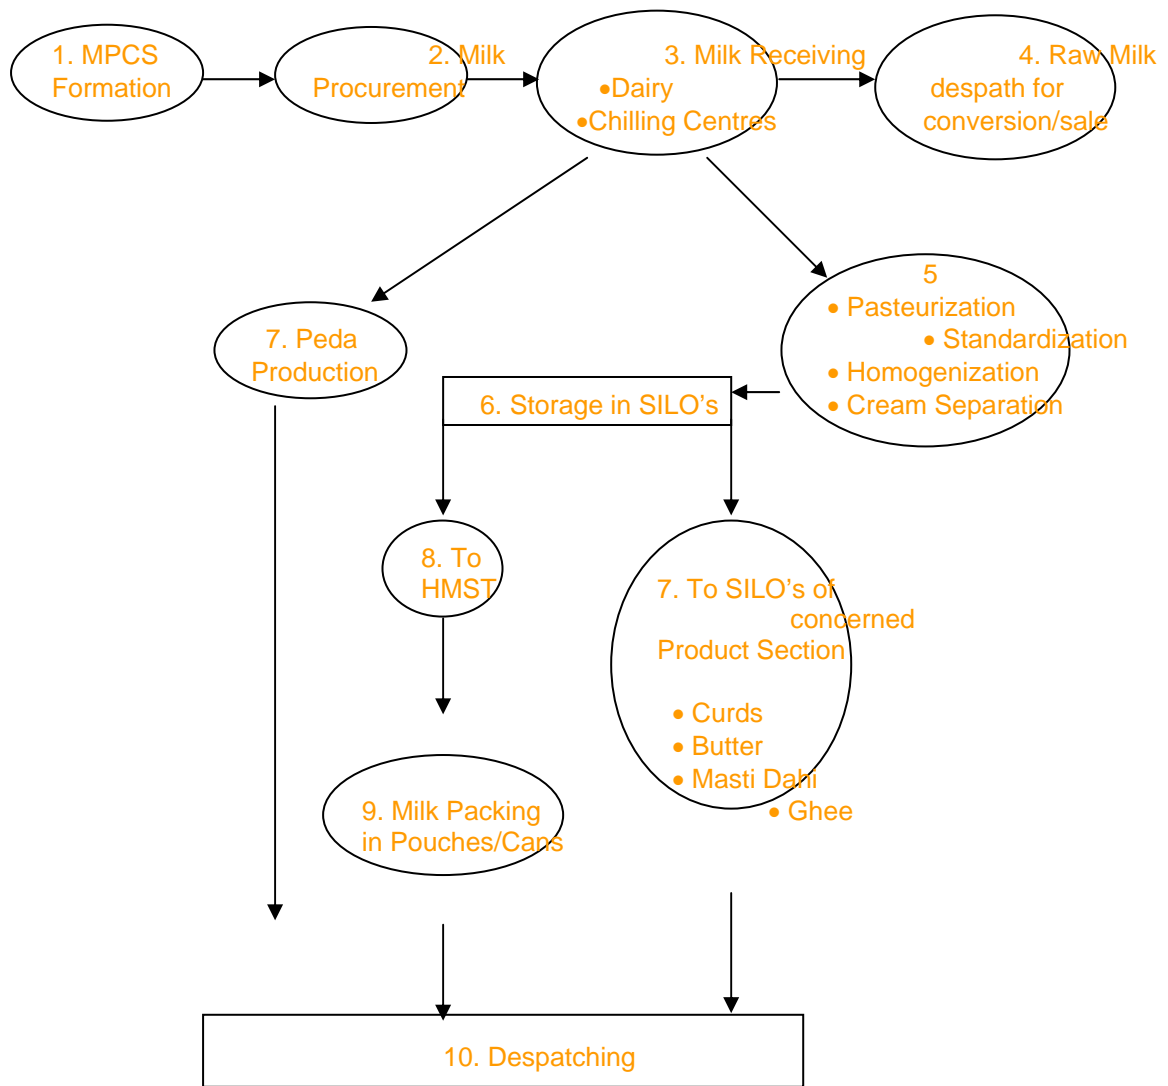 1. MPCS
Formation
2. Milk
Procurement
3. Milk Receiving
•Dairy
•Chilling Centres
4. Raw Milk
despath for
conversion/sale
5
• Pasteurization
• Standardization
• Homogenization
• Cream Separation
7. Peda
Production
6. Storage in SILO's
8. To
HMST
7. To SILO's of
concerned
Product Section
• Curds
• Butter
• Masti Dahi
• Ghee
9. Milk Packing
in Pouches/Cans
10. Despatching